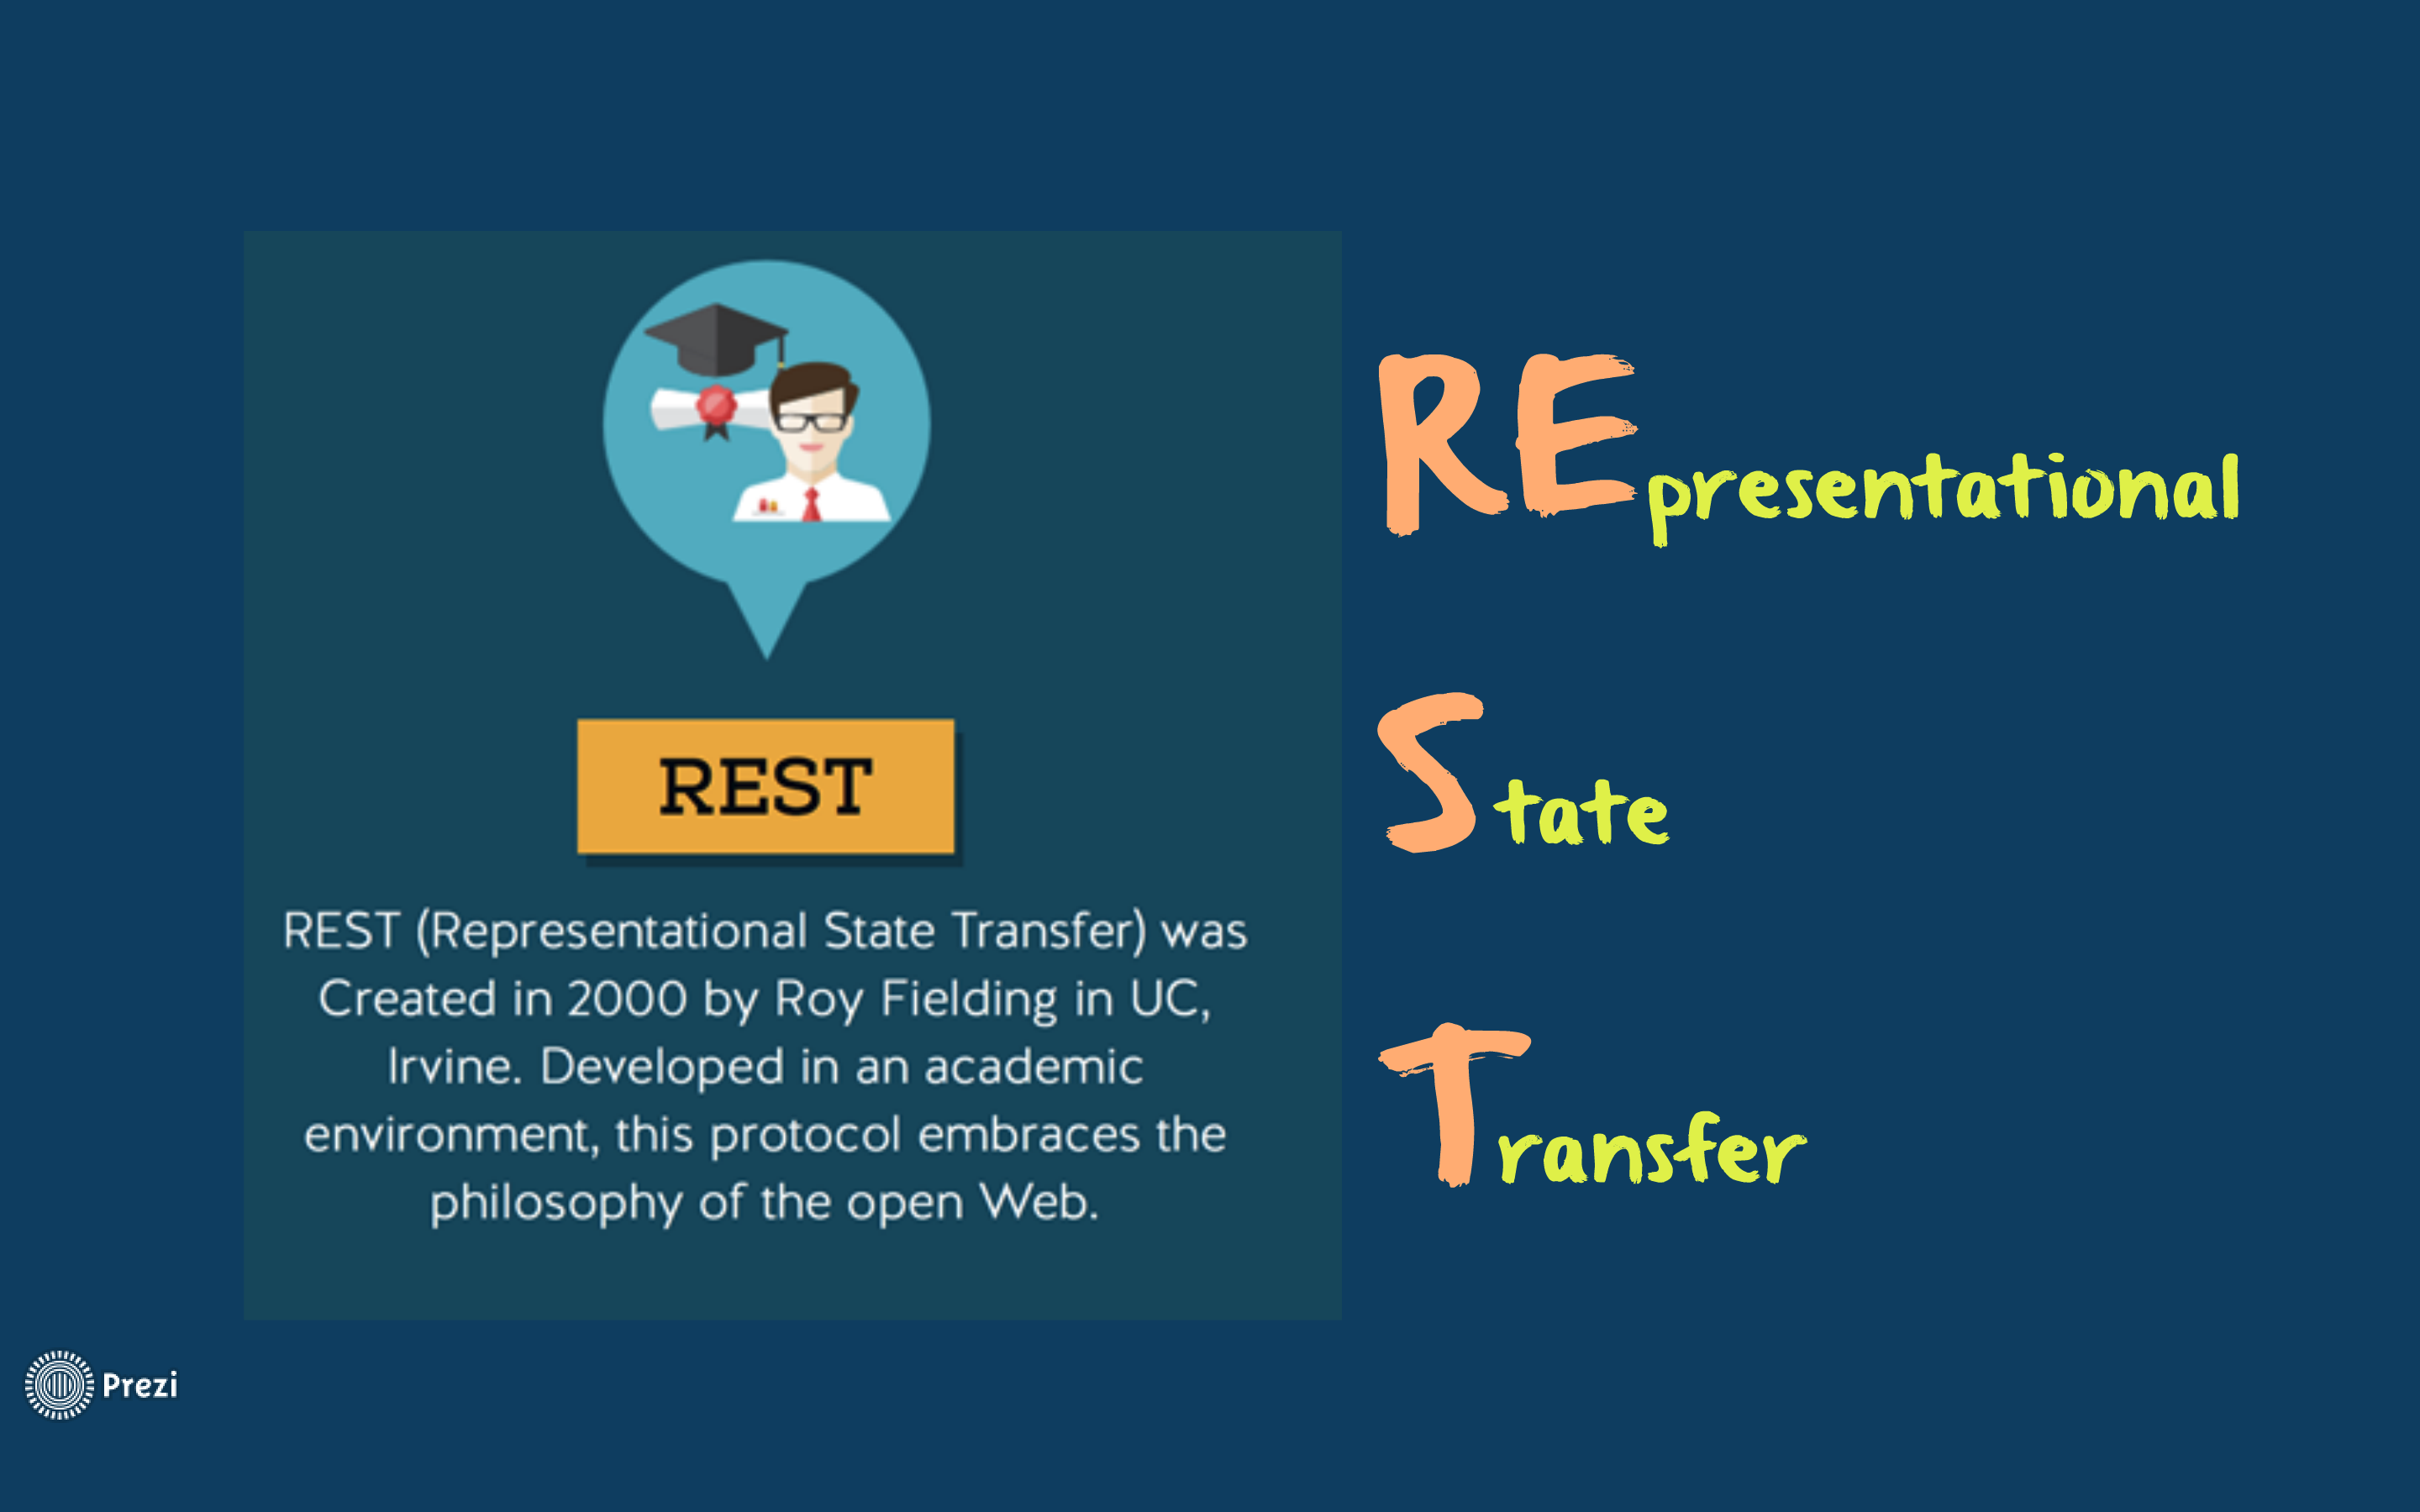 REST
REST (Representational State Transfer) was
Created in 2000 by Roy Fielding in UC,
Irvine. Developed in an academic
environment, this protocol embraces the
philosophy of the open Web.
REpresentational
State
Transfer
Prezi